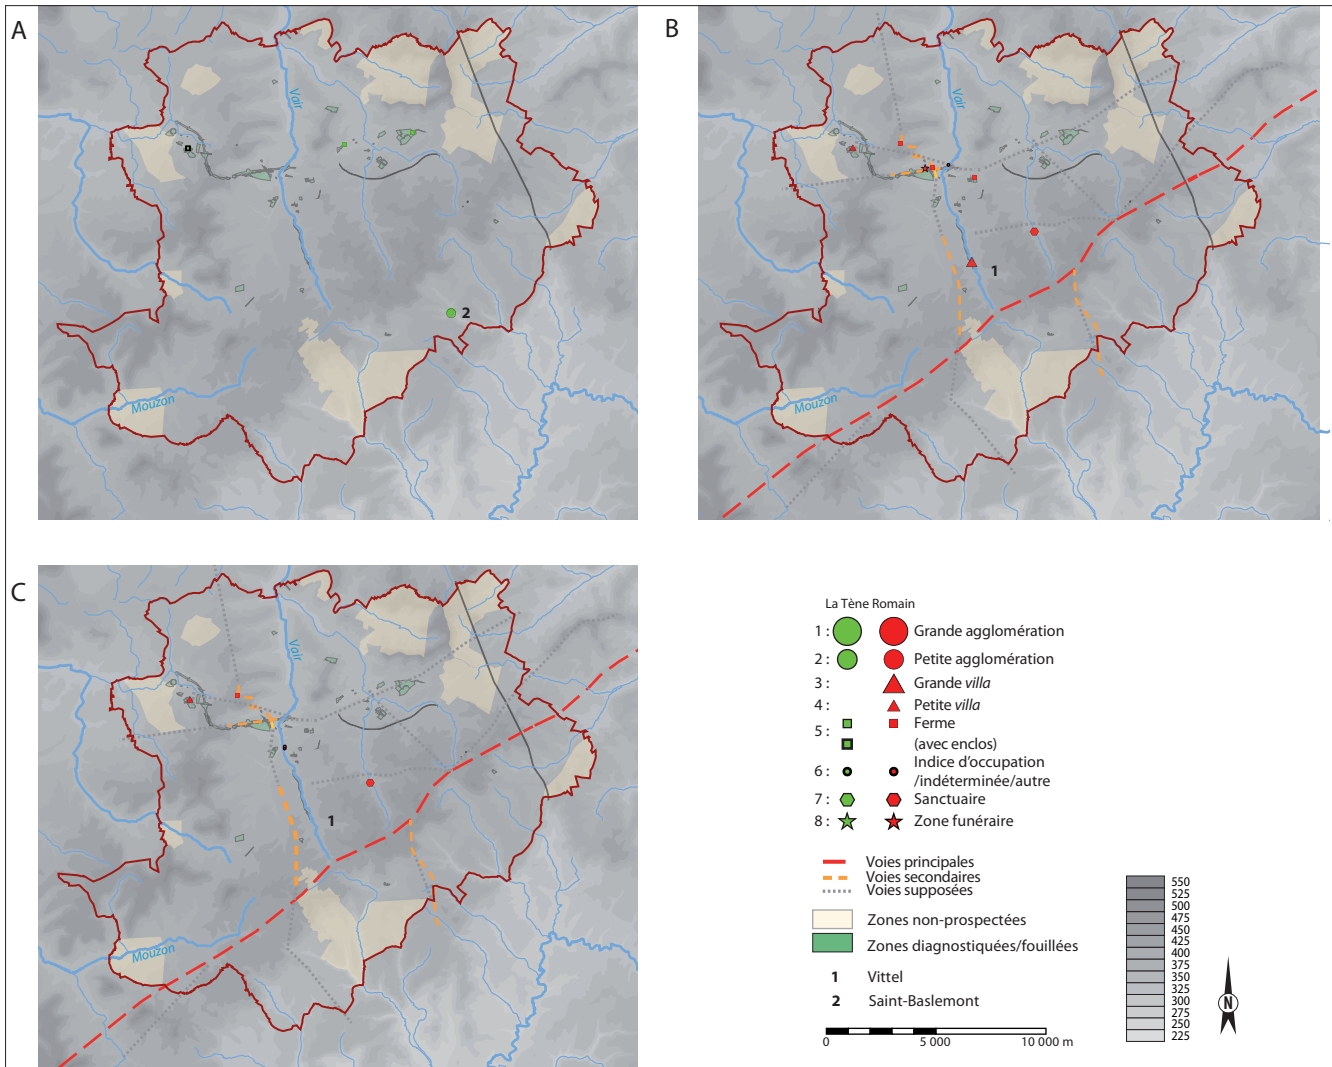 A
Vair
2
Mouzon
B
Vair
1
Mouzon
C
Vair
1
Mouzon
La Tène Romain
1 : Grande agglomération
2 : Petite agglomération
3 : Grande villa
4 : Petite villa
5 : Ferme
(avec enclos)
6 : Indice d'occupation
/indéterminée/autre
7 : Sanctuaire
8 : Zone funéraire
Voies principales
Voies secondaires
Voies supposées
Zones non-prospectées
Zones diagnostiquées/fouillées
1 Vittel
2 Saint-Baslemont
0 5 000 10 000 m
550
525
500
475
450
425
400
375
350
325
300
275
250
225
N